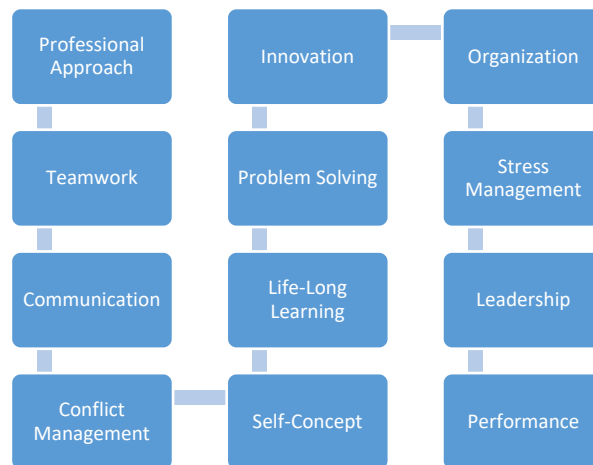 Professional
Approach
Teamwork
Communication
Conflict
Management
Self-Concept
Life-Long
Learning
Problem Solving
Innovation
Organization
Stress
Management
Leadership
Performance